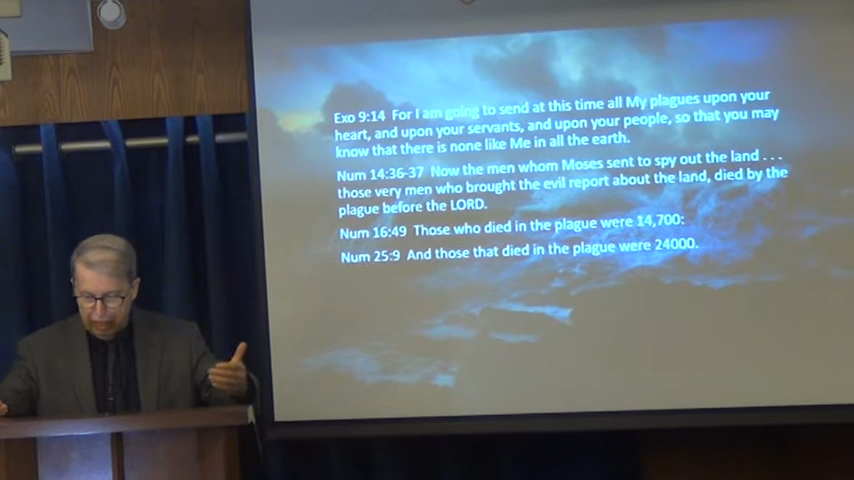 Exo 9:14 For I am going to send at this time all My plagues upon your
heart, and upon your servants, and upon your people, so that you may
know that there is none like Me in all the earth.
Num 14:36-37 Now the men whom Moses sent to spy out the land . . .
those very men who brought the evil report about the land, died by the
plague before the LORD.
Num 16:49 Those who died in the plague were 14,700:
Num 25:9 And those that died in the plague were 24000.